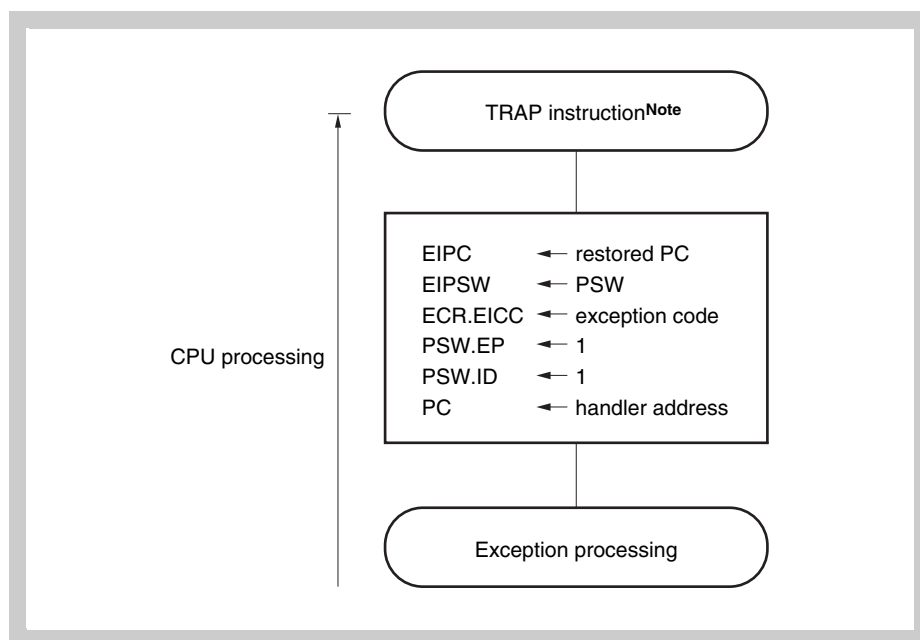 TRAP instructionNote
EIPC ← restored PC
EIPSW ← PSW
ECR.EICC ← exception code
PSW.EP ← 1
PSW.ID ← 1
PC ← handler address
CPU processing
Exception processing